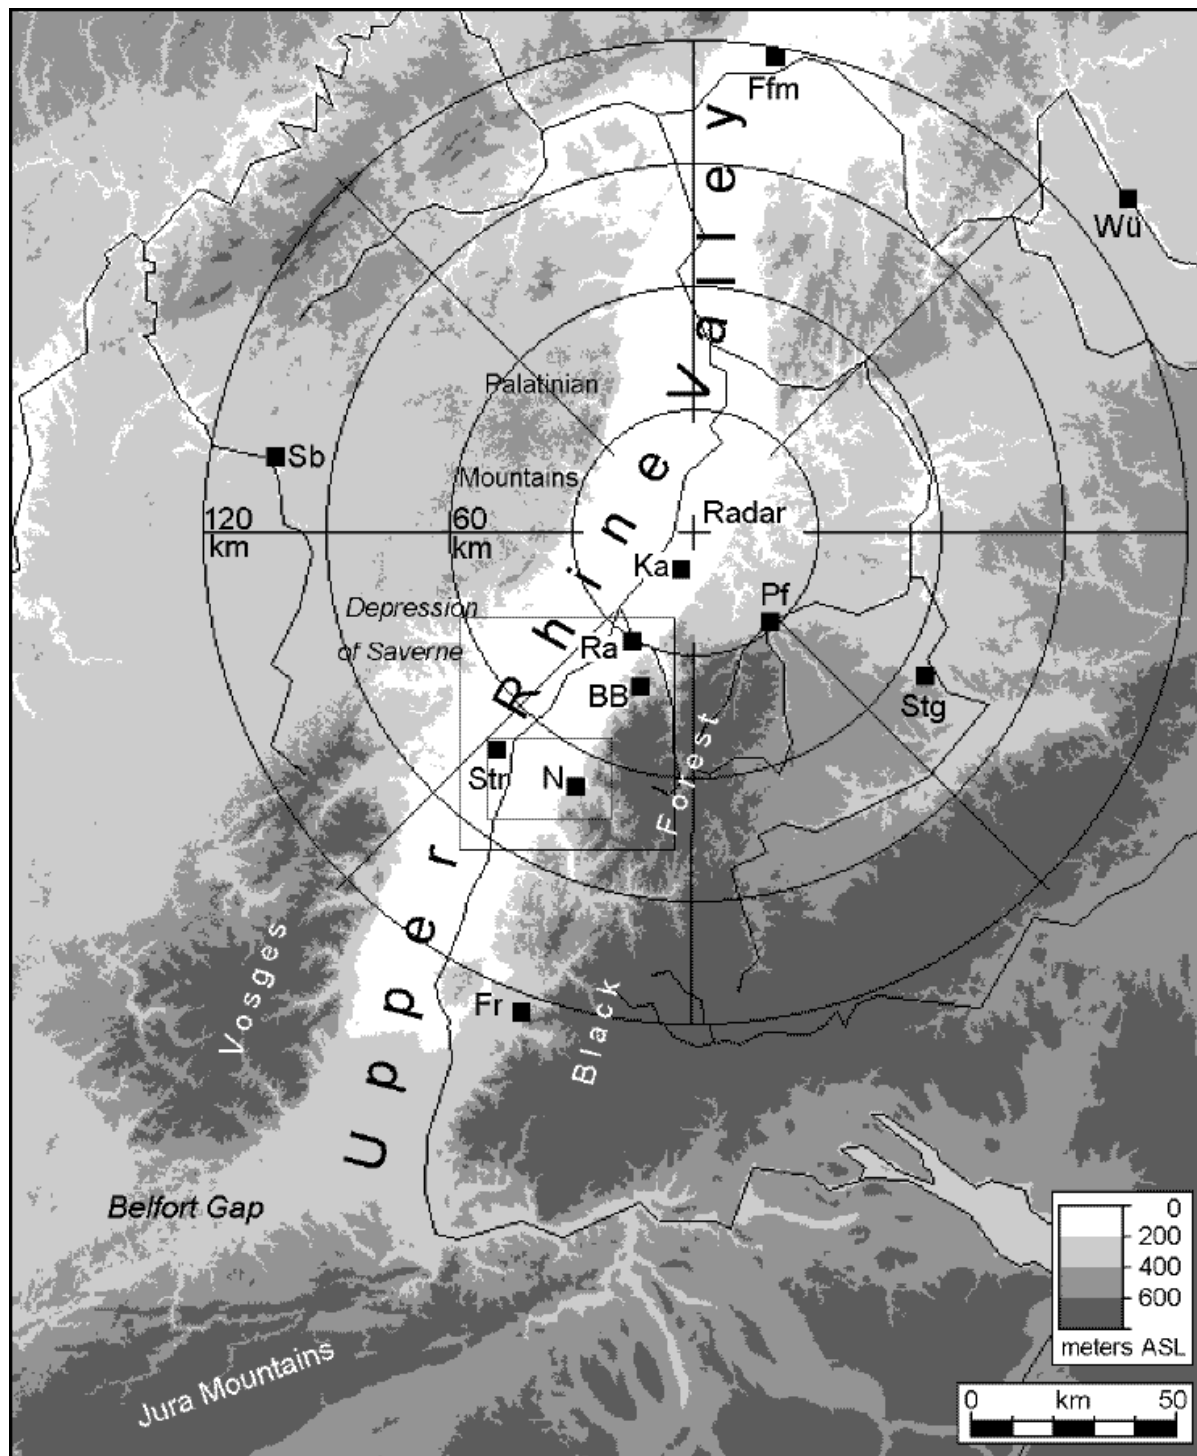 Ffm
Wü
Upper Rhine Valley
Palatinian
Mountains
Sb
Radar
120
km
60
km
Ka
Pf
Depression
of Saverne
Ra
BB
Stg
Str
N
Black Forest
Vosges
Fr
Belfort Gap
Jura Mountains
0
200
400
600
meters ASL
0 km 50